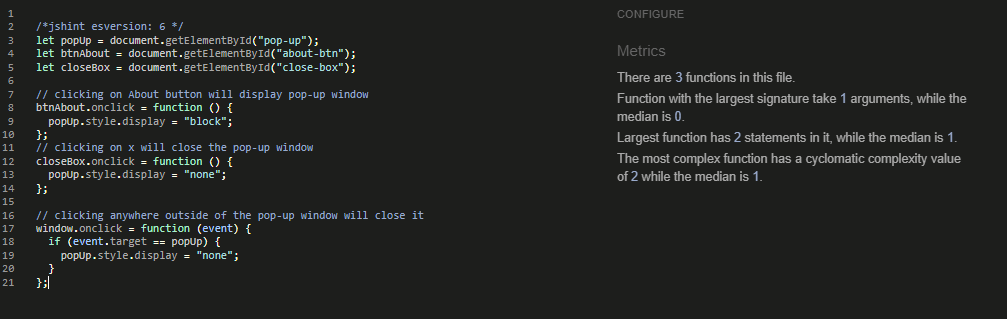 1
2 /*jshint esversion: 6 */
3 let popUp = document.getElementById("pop-up");
4 let btnAbout = document.getElementById("about-btn");
5 let closeBox = document.getElementById("close-box");
6
7 // clicking on About button will display pop-up window
8 btnAbout.onclick = function () {
9   popUp.style.display = "block";
10 };
11 // clicking on x will close the pop-up window
12 closeBox.onclick = function () {
13   popUp.style.display = "none";
14 };
15
16 // clicking anywhere outside of the pop-up window will close it
17 window.onclick = function (event) {
18   if (event.target == popUp) {
19     popUp.style.display = "none";
20   }
21 };
CONFIGURE
Metrics
There are 3 functions in this file.
Function with the largest signature take 1 arguments, while the
median is 0.
Largest function has 2 statements in it, while the median is 1.
The most complex function has a cyclomatic complexity value
of 2 while the median is 1.